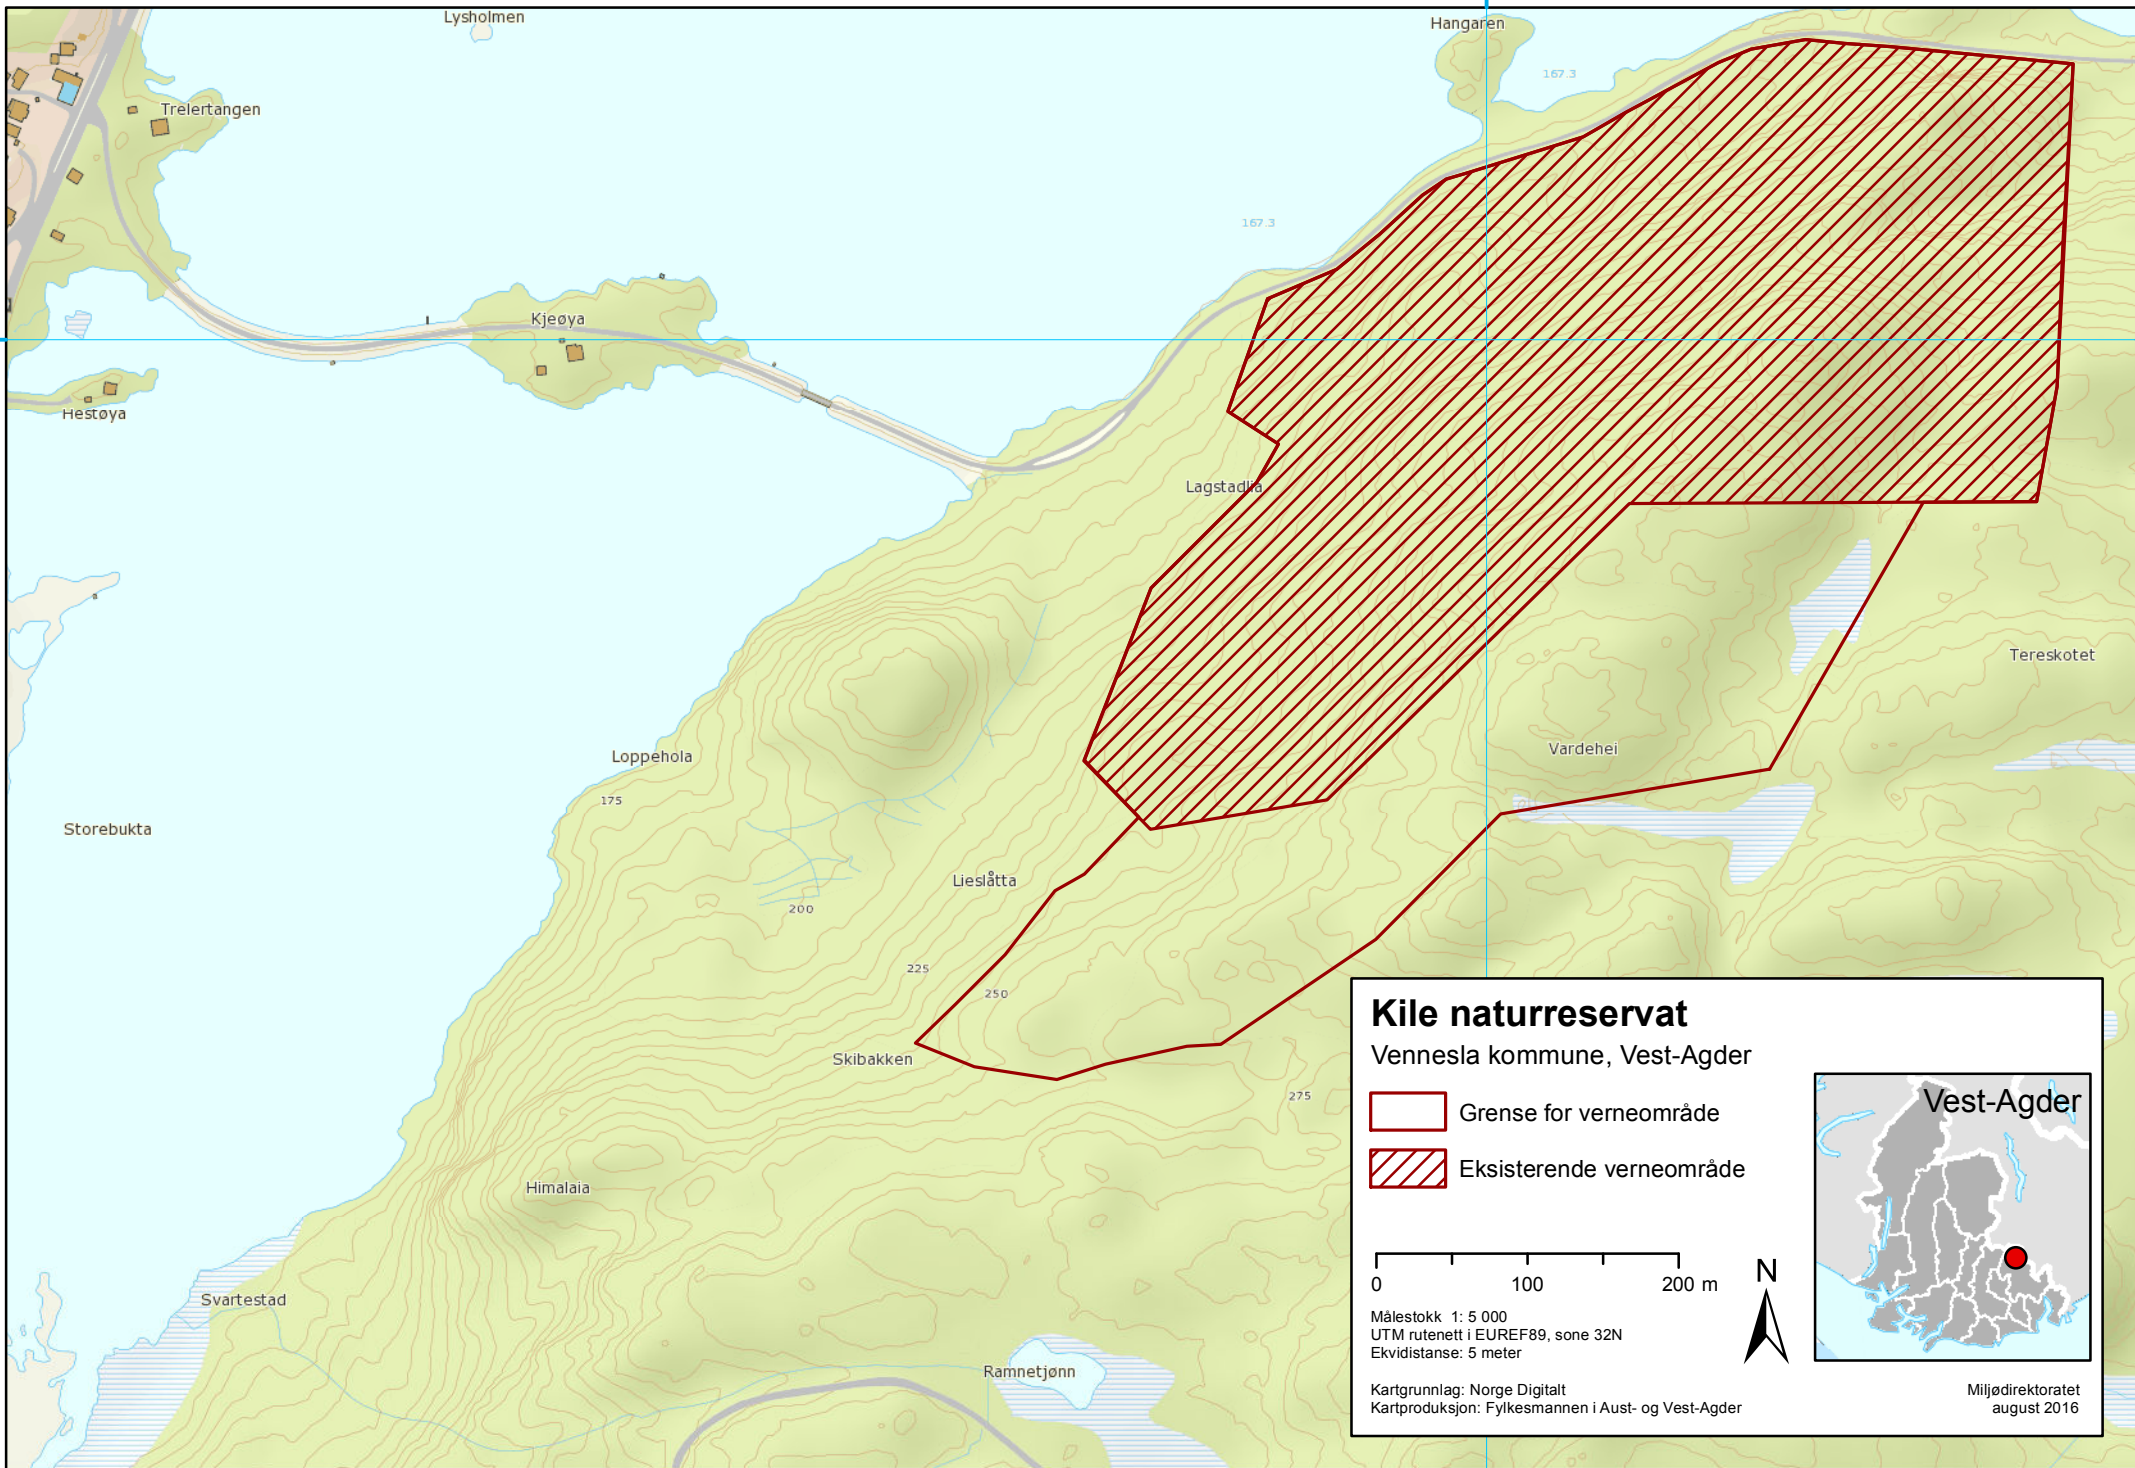 Lysholmen
Hangaren
167.3
Trelertangen
167.3
Kjeøya
Hestøya
Lagstadlia
Tereskotet
Vardehei
Loppehola
175
Storebukta
Lieslåtta
200
225
250
Skibakken
275
Himalaia
Svartestad
Ramnetjønn
Kile naturreservat
Vennesla kommune, Vest-Agder
Grense for verneområde
Eksisterende verneområde
Vest-Agder
0 100 200 m
N
Målestokk 1: 5 000
UTM rutenett i EUREF89, sone 32N
Ekvidistanse: 5 meter
Kartgrunnlag: Norge Digitalt
Kartproduksjon: Fylkesmannen i Aust- og Vest-Agder
Miljødirektoratet
august 2016